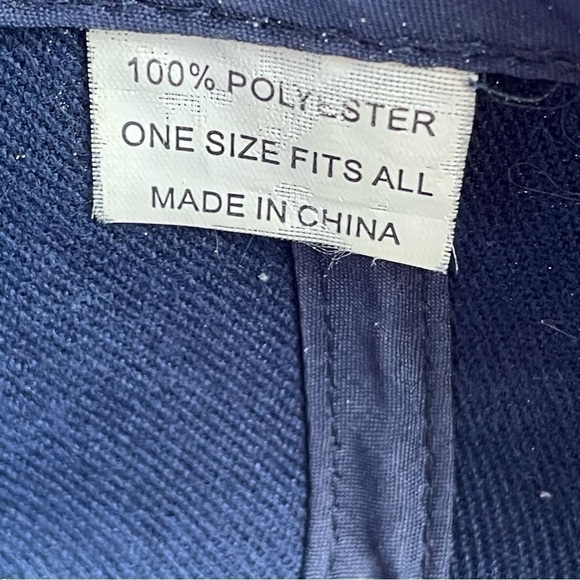 100% POLYESTER
ONE SIZE FITS ALL
MADE IN CHINA